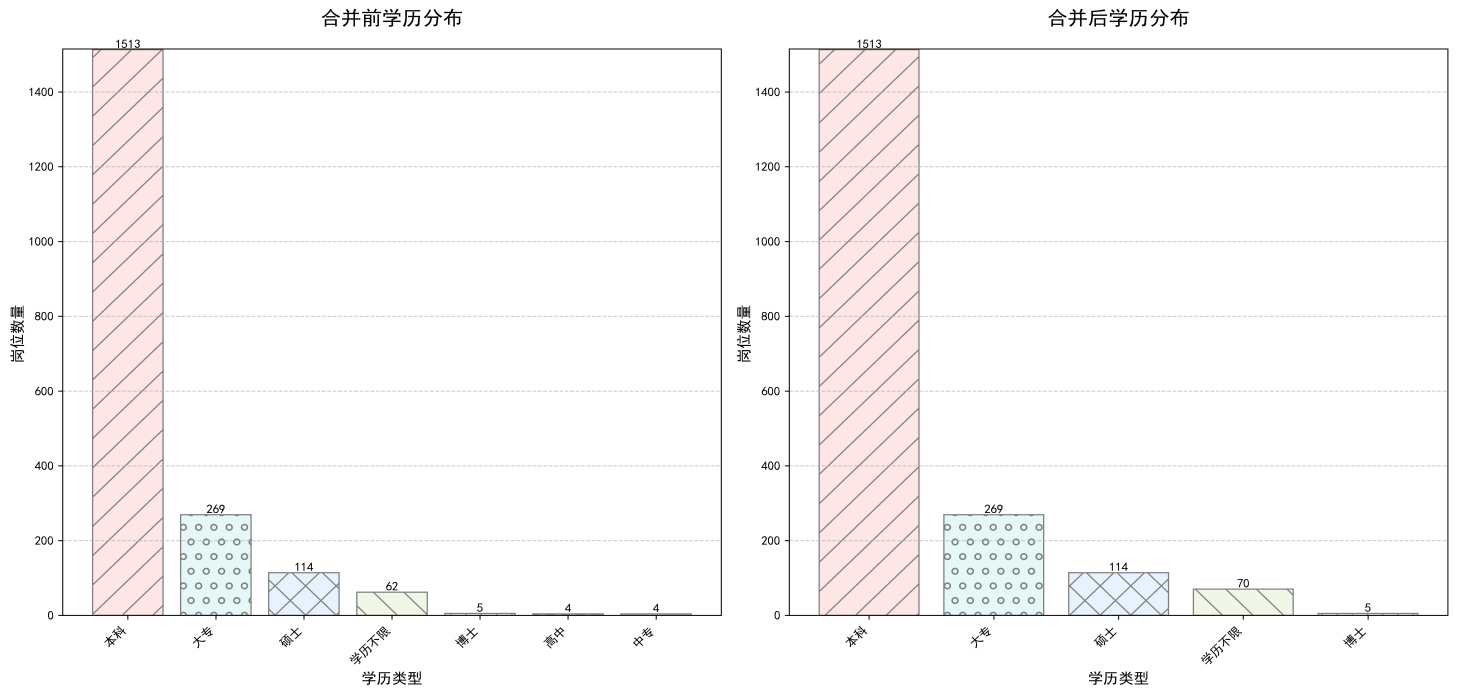 合并前学历分布
1513
1400
1200
1000
800
600
400
200
0
269
114
62
5
4
4
岗位数量
本科
大专
硕士
学历不限
博士
高中
中专
学历类型
合并后学历分布
1513
1400
1200
1000
800
600
400
200
0
269
114
70
5
岗位数量
本科
大专
硕士
学历不限
博士
学历类型